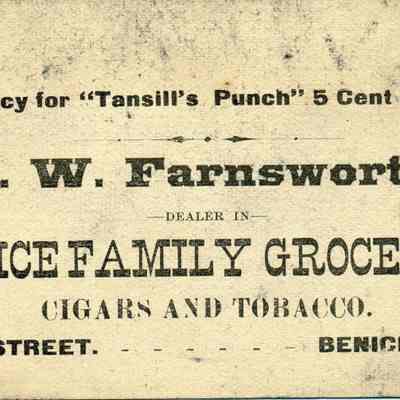 cy for "Tansill's Punch" 5 Cent
. W. Farnswort
—DEALER IN—
ICE FAMILY GROCE
CIGARS AND TOBACCO.
STREET. - - - - - BENIC